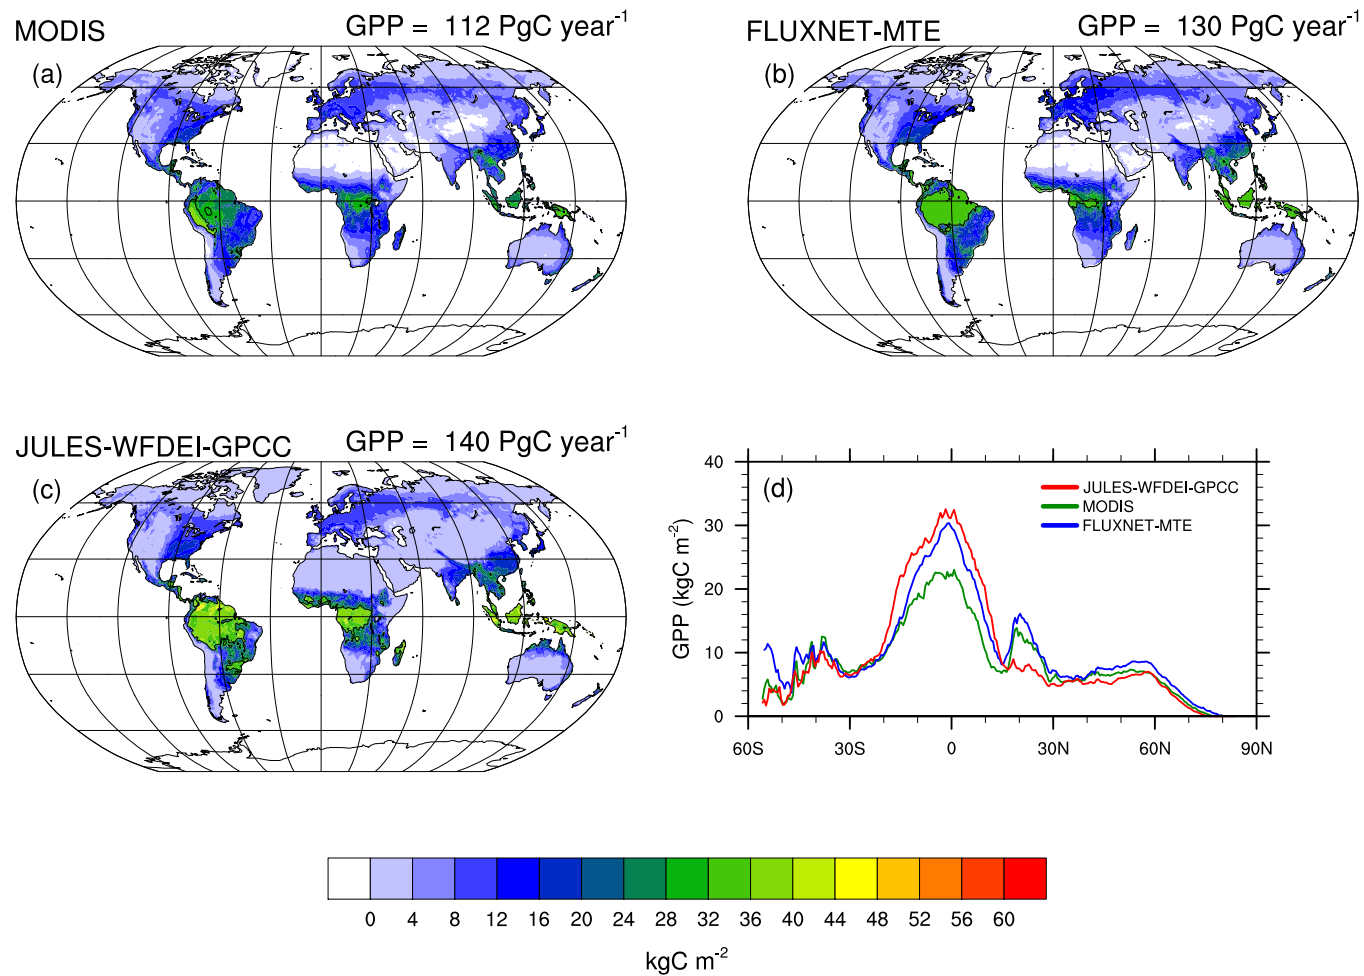 MODIS GPP = 112 PgC year⁻¹
(a)
FLUXNET-MTE GPP = 130 PgC year⁻¹
(b)
JULES-WFDEI-GPCC GPP = 140 PgC year⁻¹
(c)
(d)
JULES-WFDEI-GPCC
MODIS
FLUXNET-MTE
GPP (kgC m⁻²)
40
30
20
10
0
60S 30S 0 30N 60N 90N
0 4 8 12 16 20 24 28 32 36 40 44 48 52 56 60
kgC m⁻²